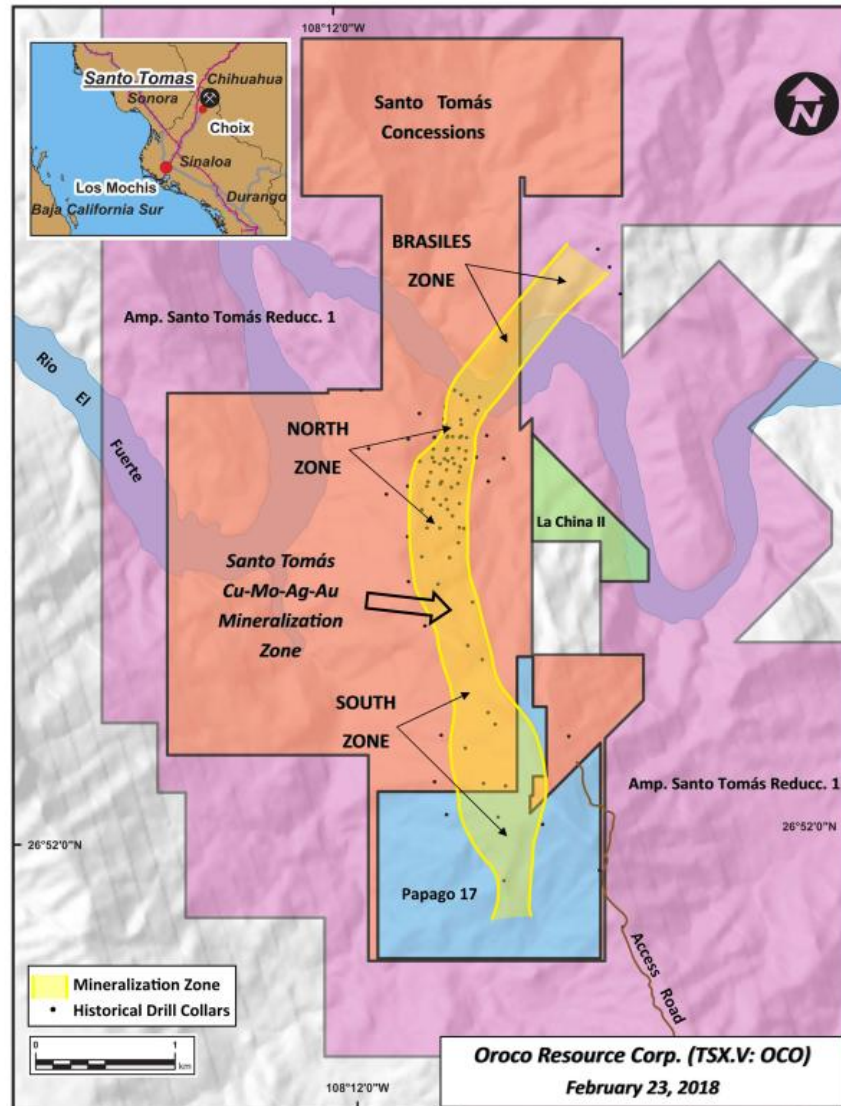 108°12'0"W
Santo Tomas
Chihuahua
Sonora
Choix
Sinaloa
Los Mochis
Durango
Baja California Sur
N
Santo Tomás
Concessions
BRASILES
ZONE
Amp. Santo Tomás Reducc. 1
Rio El Fuerte
NORTH
ZONE
La China II
Santo Tomás
Cu-Mo-Ag-Au
Mineralization
Zone
SOUTH
ZONE
Amp. Santo Tomás Reducc. 1
26°52'0"N
26°52'0"N
Papago 17
Access Road
Mineralization Zone
Historical Drill Collars
0 1
km
Oroco Resource Corp. (TSX.V: OCO)
February 23, 2018
108°12'0"W